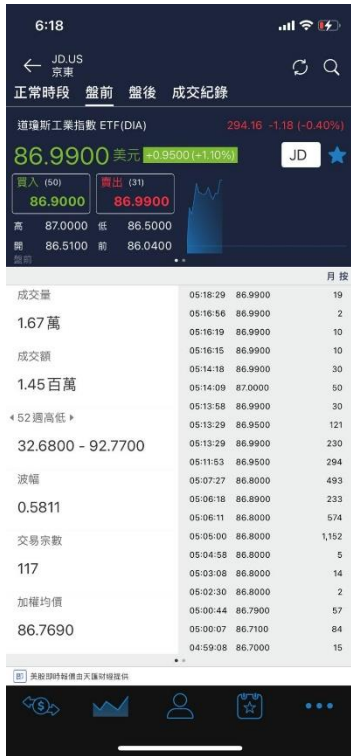 6:18
JD.US
京東
正常時段 盤前 盤後 成交紀錄
道瓊斯工業指數 ETF(DIA) 294.16 -1.18 (-0.40%)
86.9900 美元 +0.9500 (+1.10%) JD
買入 (50) 賣出 (31)
86.9000 86.9900
高 87.0000 低 86.5000
開 86.5100 前 86.0400
盤前
月 按
成交量
1.67萬
成交額
1.45百萬
52週高低
32.6800 - 92.7700
波幅
0.5811
交易宗數
117
加權均價
86.7690
05:18:29 86.9900 19
05:16:56 86.9900 2
05:16:19 86.9900 10
05:16:15 86.9900 10
05:14:18 86.9900 30
05:14:09 87.0000 50
05:13:58 86.9900 30
05:13:29 86.9500 121
05:13:29 86.9900 230
05:11:53 86.9500 294
05:07:27 86.8000 493
05:06:18 86.8900 233
05:06:11 86.8000 574
05:05:00 86.8000 1,152
05:04:58 86.8000 5
05:03:08 86.8000 14
05:02:30 86.8000 2
05:00:44 86.7900 57
05:00:07 86.7100 84
04:59:08 86.7000 15
美股即時報價由天匯財經提供